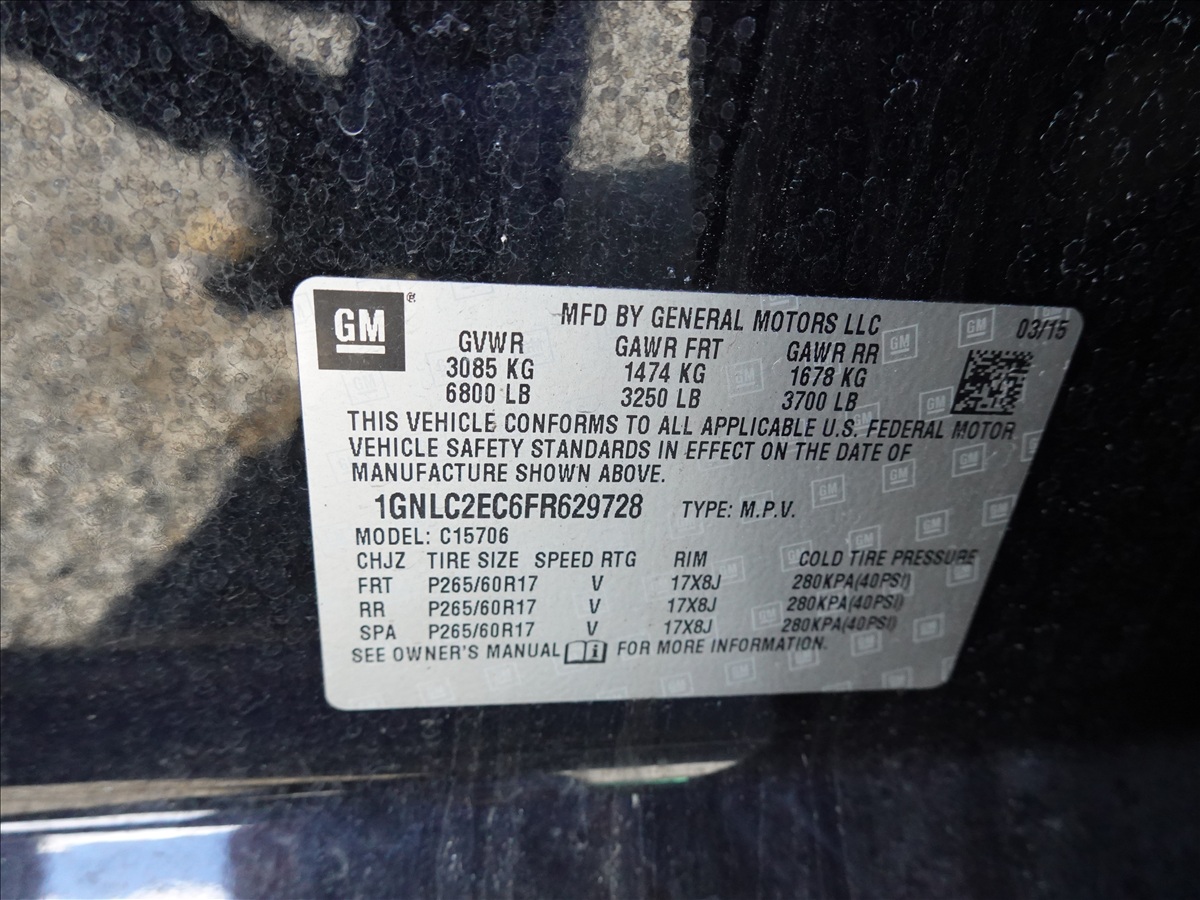 GM ®
MFD BY GENERAL MOTORS LLC 03/15
GVWR GAWR FRT GAWR RR
3085 KG 1474 KG 1678 KG
6800 LB 3250 LB 3700 LB
THIS VEHICLE CONFORMS TO ALL APPLICABLE U.S. FEDERAL MOTOR
VEHICLE SAFETY STANDARDS IN EFFECT ON THE DATE OF
MANUFACTURE SHOWN ABOVE.
1GNLC2EC6FR629728 TYPE: M.P.V.
MODEL: C15706
CHJZ TIRE SIZE SPEED RTG RIM COLD TIRE PRESSURE
FRT P265/60R17 V 17X8J 280KPA(40PSI)
RR P265/60R17 V 17X8J 280KPA(40PSI)
SPA P265/60R17 V 17X8J 280KPA(40PSI)
SEE OWNER'S MANUAL i FOR MORE INFORMATION.